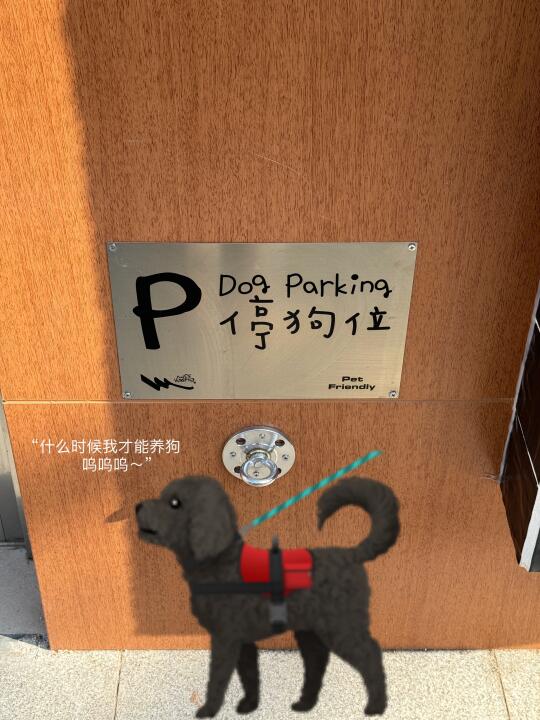 P
Dog Parking
停狗位
Pet
Friendly
“什么时候我才能养狗
呜呜呜～”